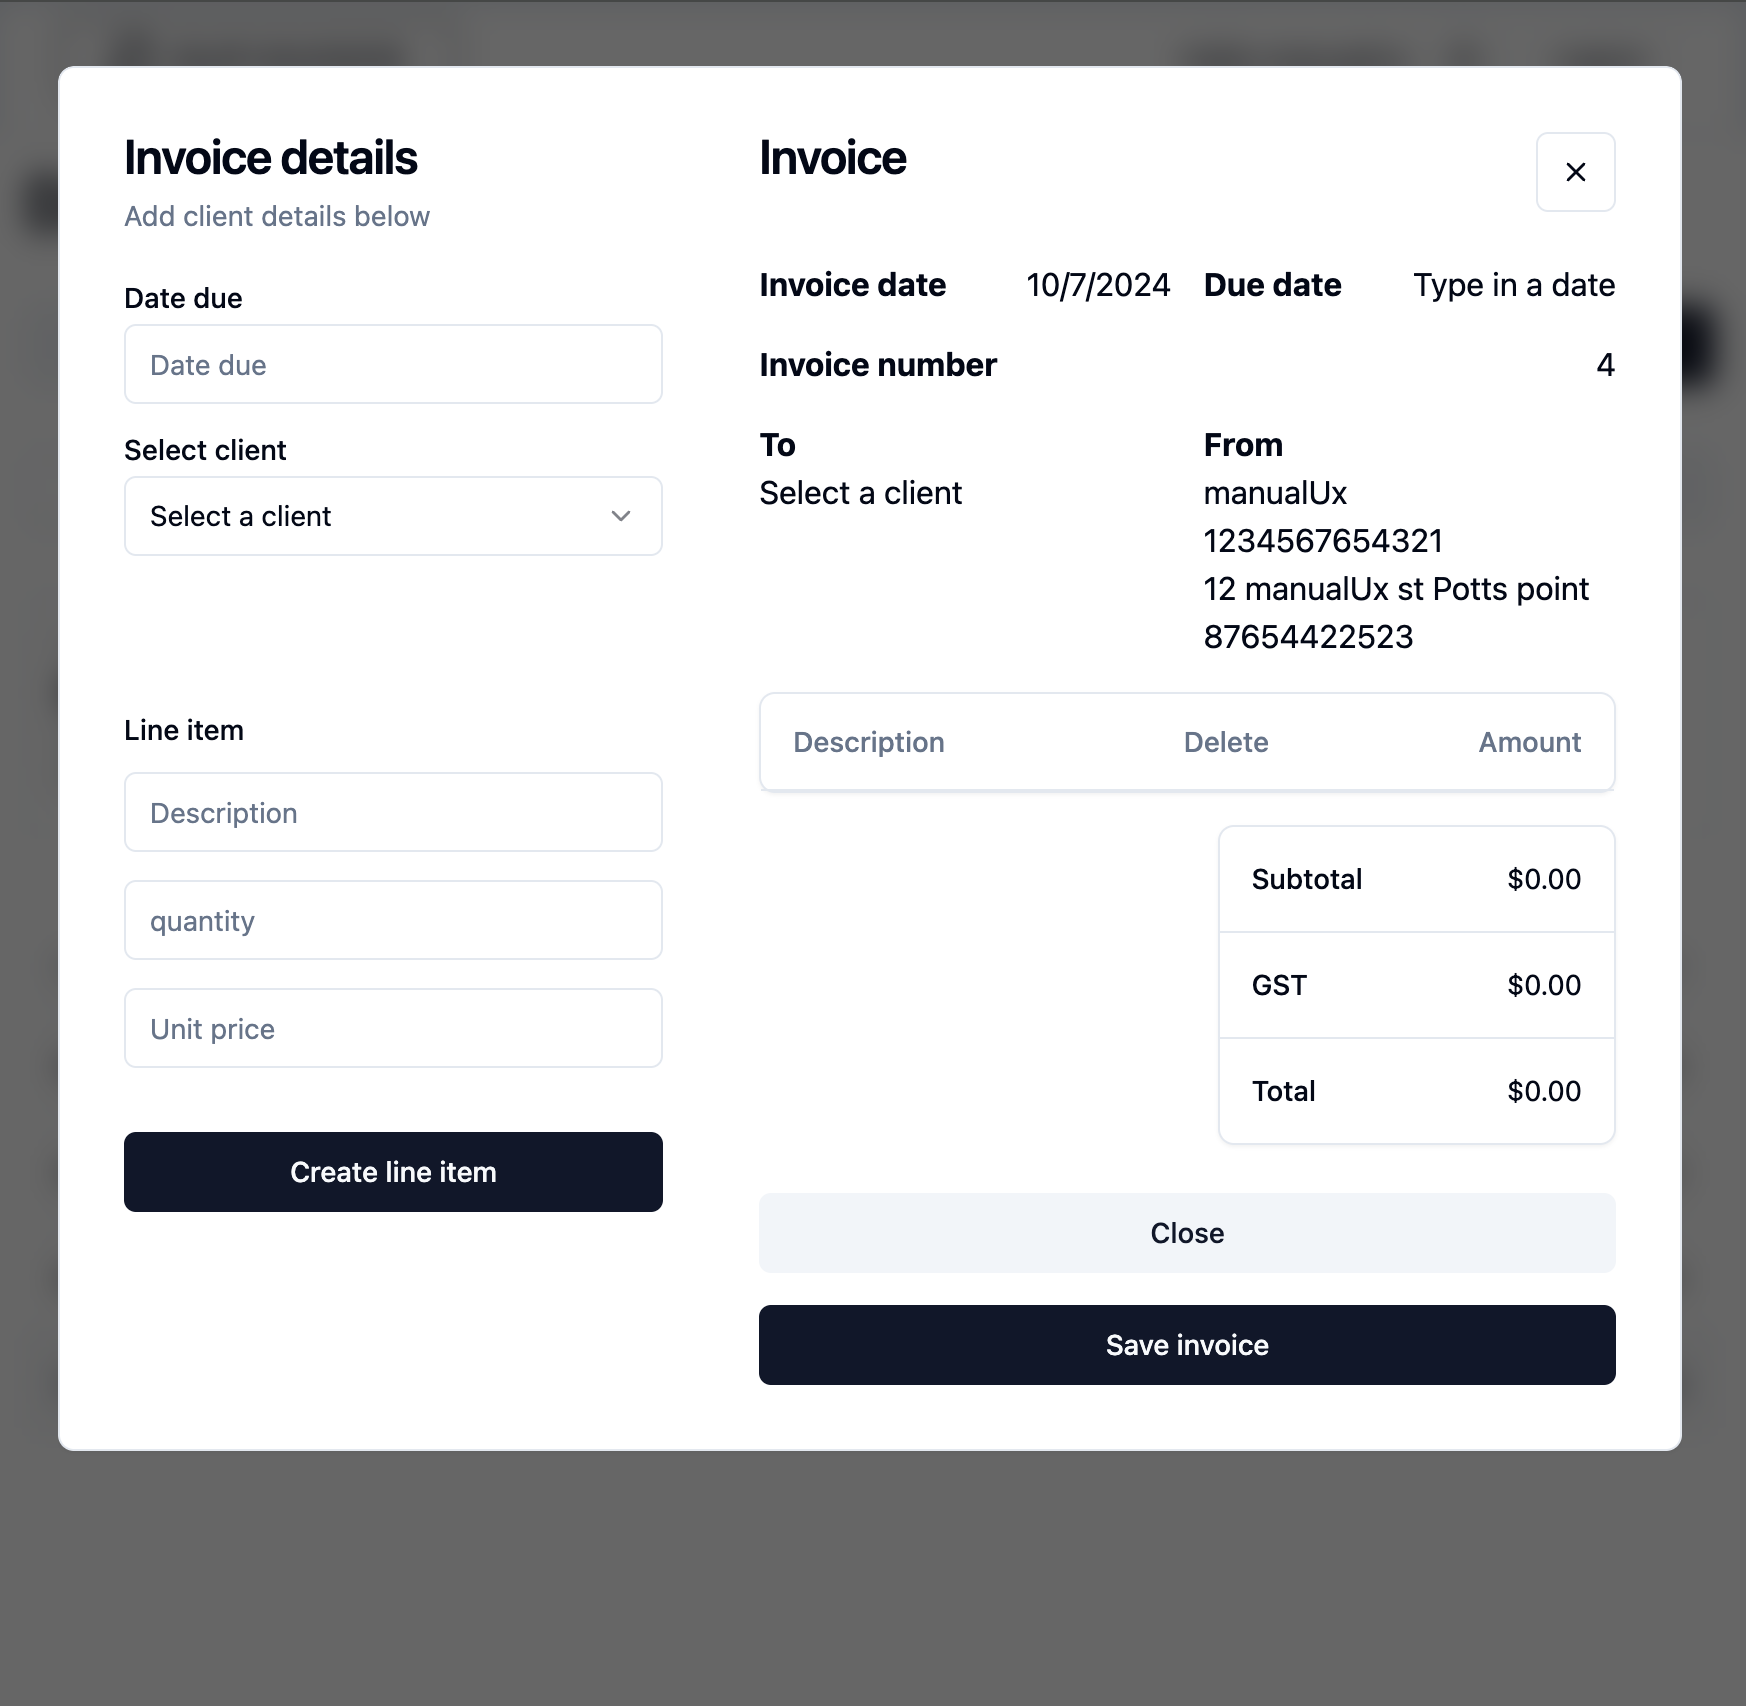 Invoice details
Add client details below
Date due
Date due
Select client
Select a client
Line item
Description
quantity
Unit price
Create line item
Invoice
Invoice date 10/7/2024 Due date Type in a date
Invoice number 4
To
Select a client
From
manualUx
1234567654321
12 manualUx st Potts point
87654422523
Description Delete Amount
Subtotal $0.00
GST $0.00
Total $0.00
Close
Save invoice